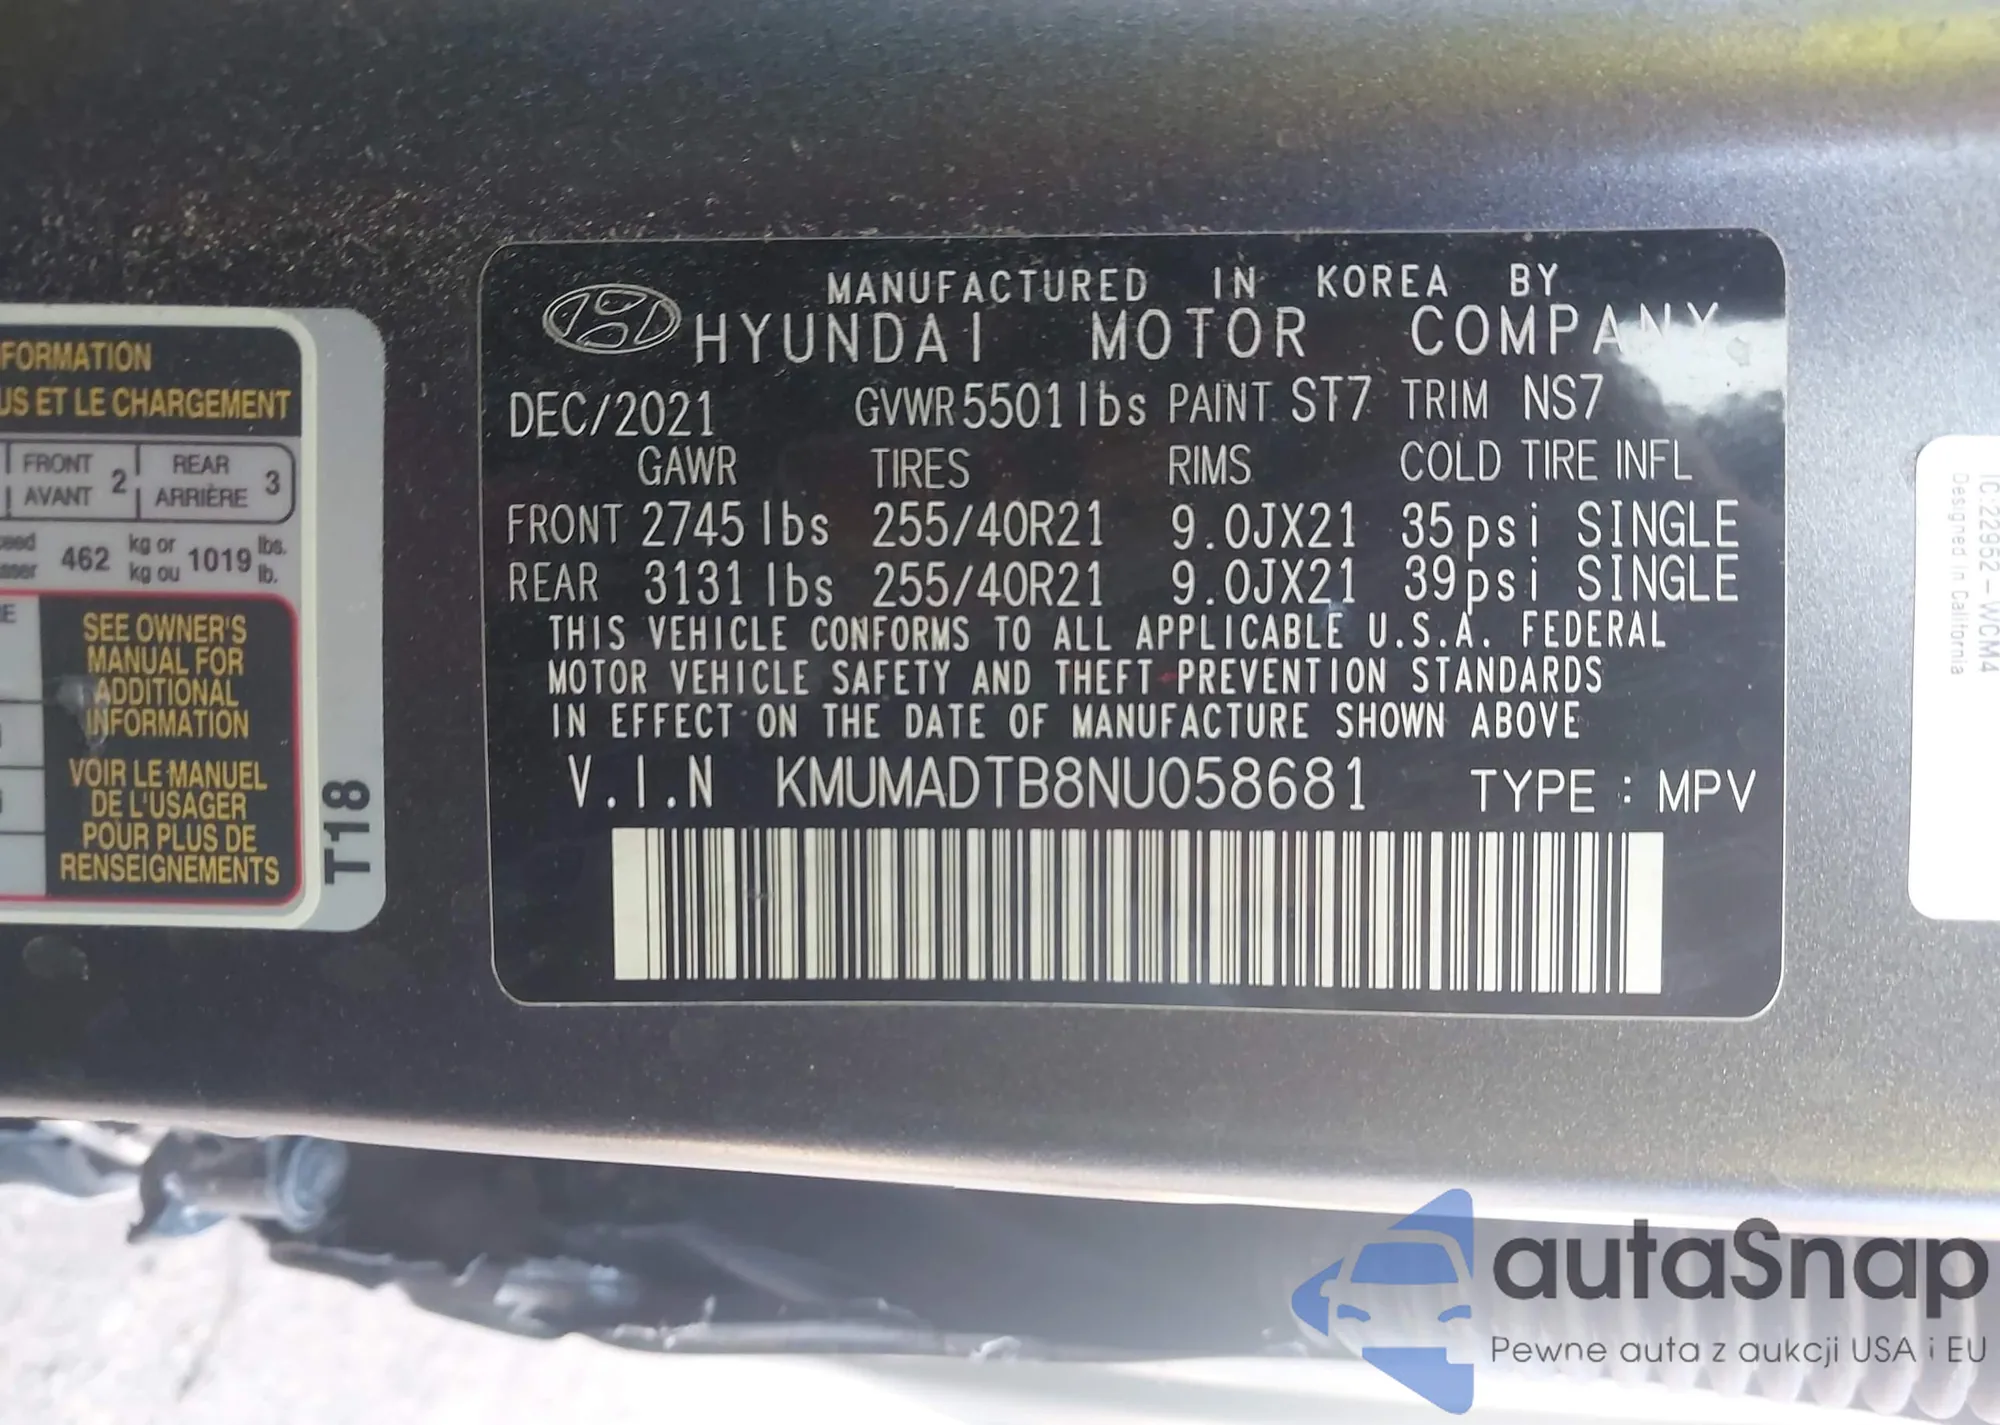 FORMATION
US ET LE CHARGEMENT
FRONT 2 REAR 3
AVANT ARRIÈRE
462 kg or 1019 lbs.
kg ou lb.
SEE OWNER'S
MANUAL FOR
ADDITIONAL
INFORMATION
VOIR LE MANUEL
DE L'USAGER
POUR PLUS DE
RENSEIGNEMENTS
T18
MANUFACTURED IN KOREA BY
HYUNDAI MOTOR COMPANY
DEC/2021 GVWR 5501 lbs PAINT ST7 TRIM NS7
GAWR TIRES RIMS COLD TIRE INFL
FRONT 2745 lbs 255/40R21 9.0JX21 35 psi SINGLE
REAR 3131 lbs 255/40R21 9.0JX21 39 psi SINGLE
THIS VEHICLE CONFORMS TO ALL APPLICABLE U.S.A. FEDERAL
MOTOR VEHICLE SAFETY AND THEFT PREVENTION STANDARDS
IN EFFECT ON THE DATE OF MANUFACTURE SHOWN ABOVE
V.I.N KMUMADTB8NU058681 TYPE : MPV
IC:22952-WCM4
Designed in California
autaSnap
Pewne auta z aukcji USA i EU